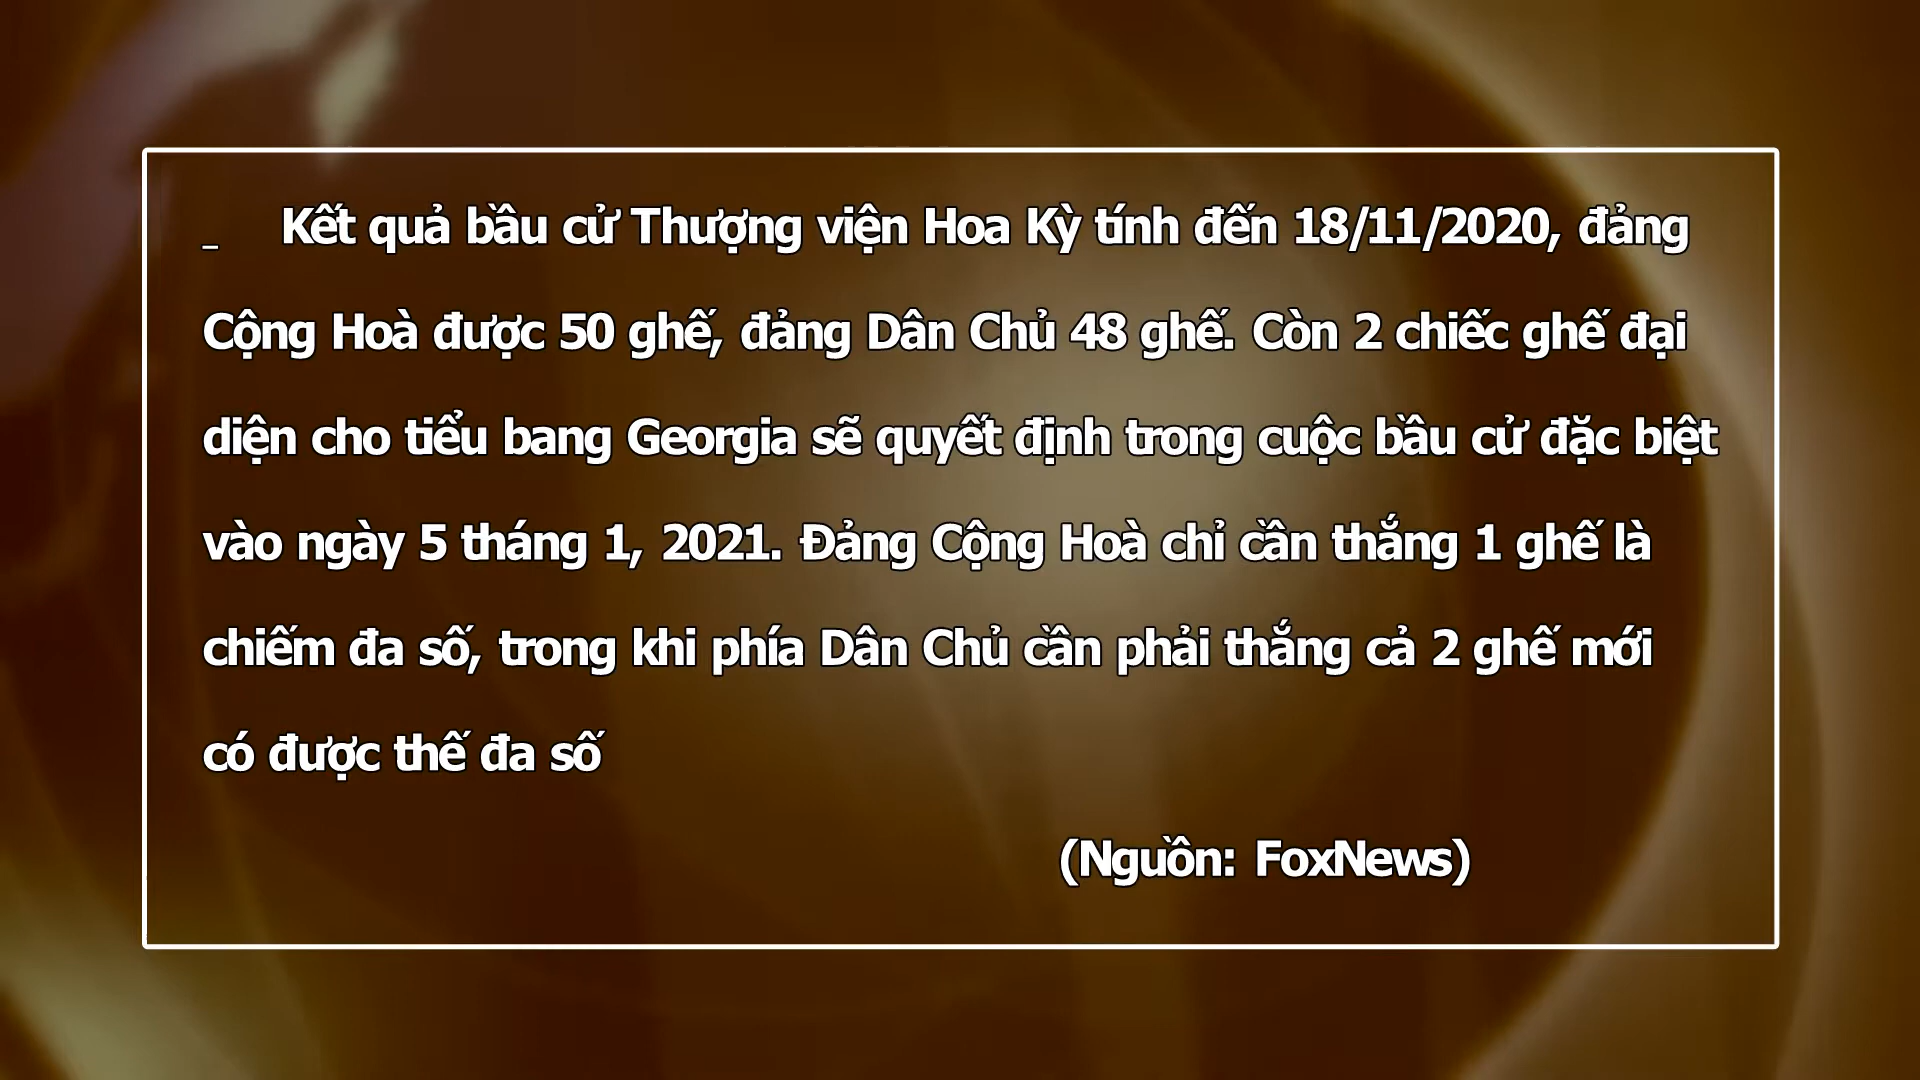 _ Kết quả bầu cử Thượng viện Hoa Kỳ tính đến 18/11/2020, đảng
Cộng Hoà được 50 ghế, đảng Dân Chủ 48 ghế. Còn 2 chiếc ghế đại
diện cho tiểu bang Georgia sẽ quyết định trong cuộc bầu cử đặc biệt
vào ngày 5 tháng 1, 2021. Đảng Cộng Hoà chỉ cần thắng 1 ghế là
chiếm đa số, trong khi phía Dân Chủ cần phải thắng cả 2 ghế mới
có được thế đa số
(Nguồn: FoxNews)